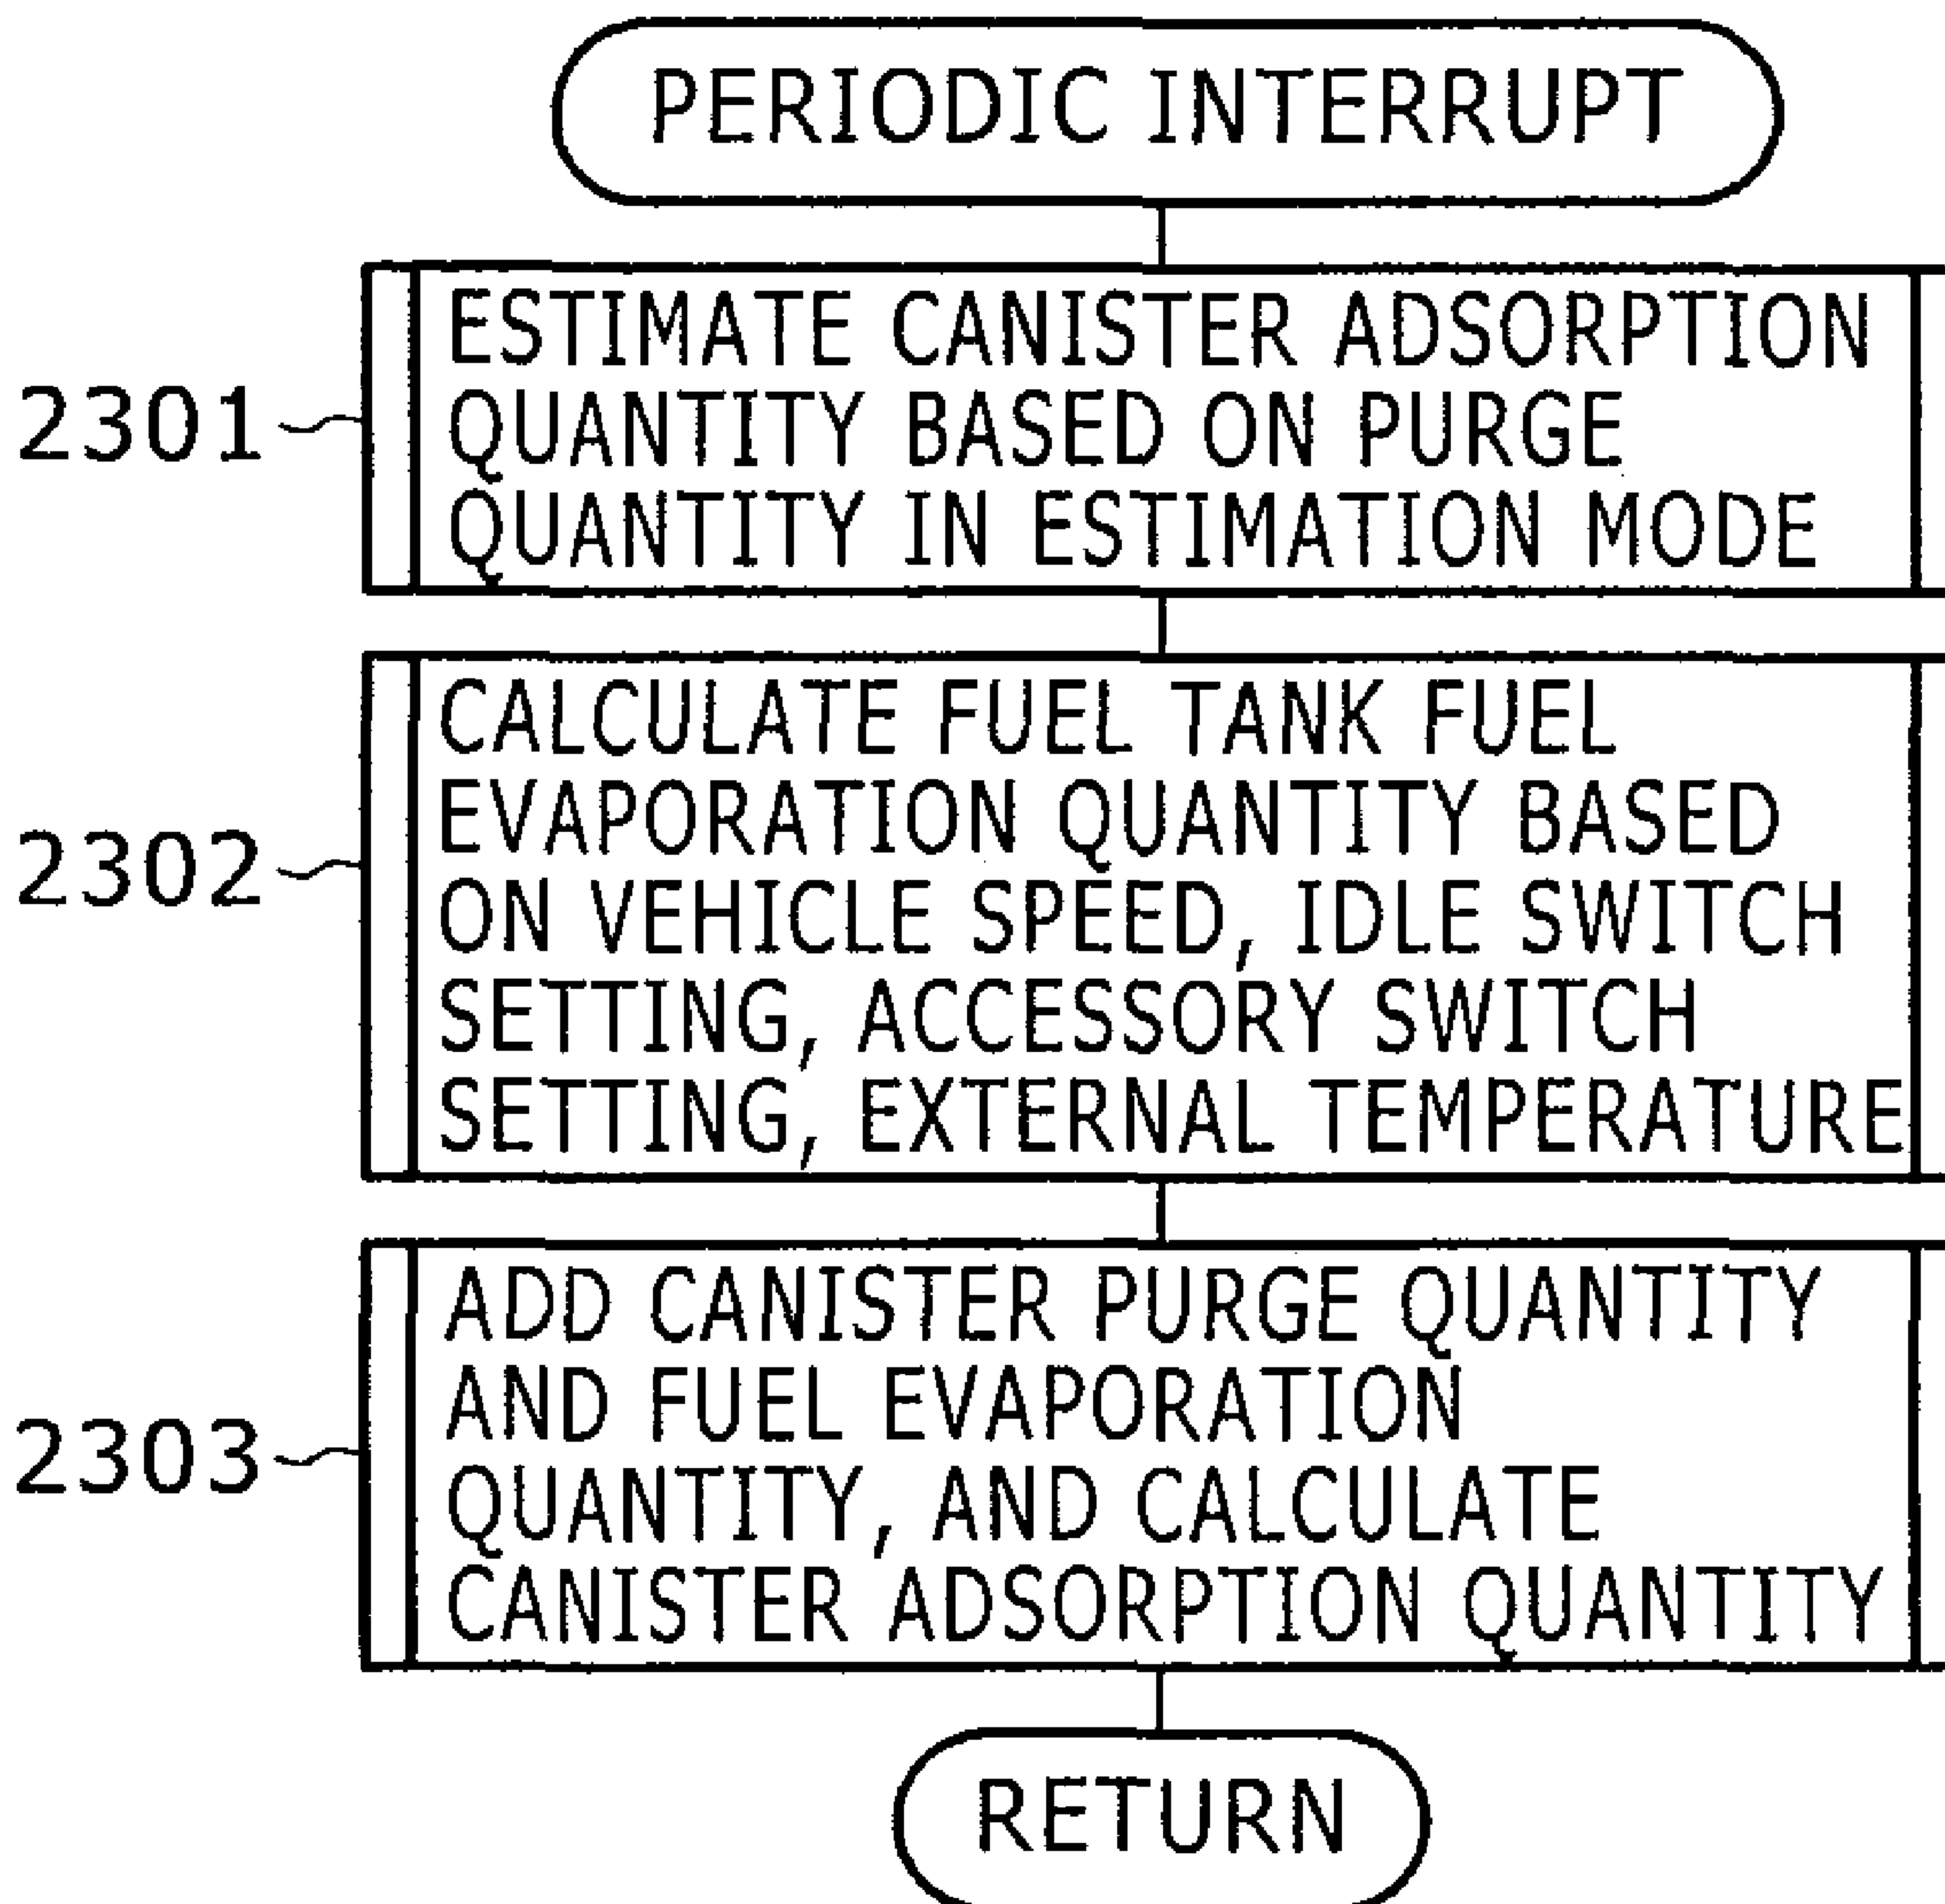 PERIODIC INTERRUPT
2301
ESTIMATE CANISTER ADSORPTION
QUANTITY BASED ON PURGE
QUANTITY IN ESTIMATION MODE
2302
CALCULATE FUEL TANK FUEL
EVAPORATION QUANTITY BASED
ON VEHICLE SPEED, IDLE SWITCH
SETTING, ACCESSORY SWITCH
SETTING, EXTERNAL TEMPERATURE
2303
ADD CANISTER PURGE QUANTITY
AND FUEL EVAPORATION
QUANTITY, AND CALCULATE
CANISTER ADSORPTION QUANTITY
RETURN